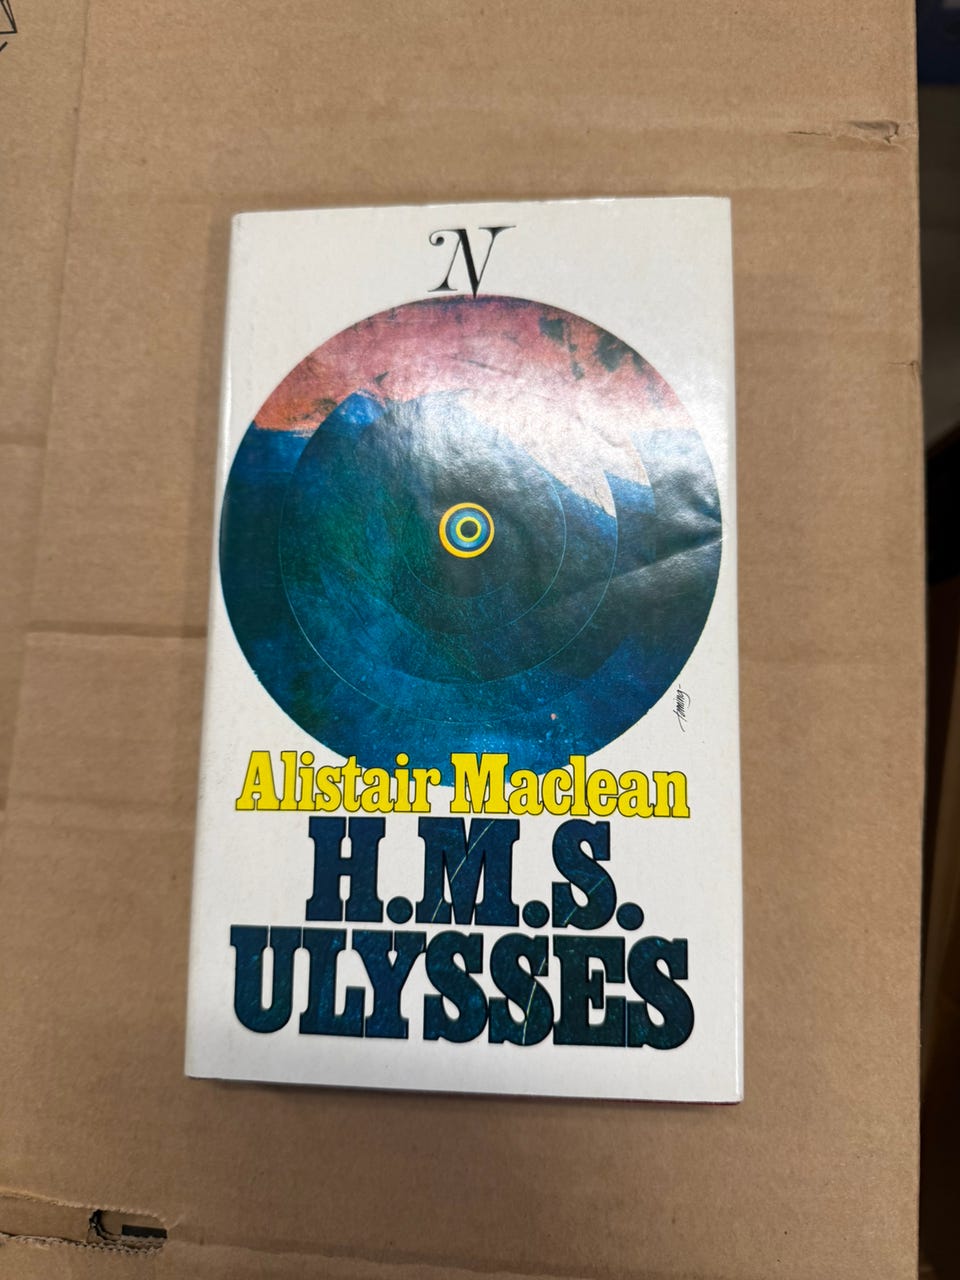 N
Alistair Maclean
H.M.S.
ULYSSES